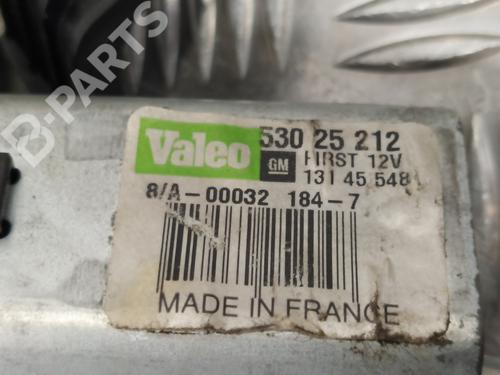 B-PARTS
Valeo 530 25 212
GM FIRST 12V
131 45 548
8/A-00032 184-7
MADE IN FRANCE